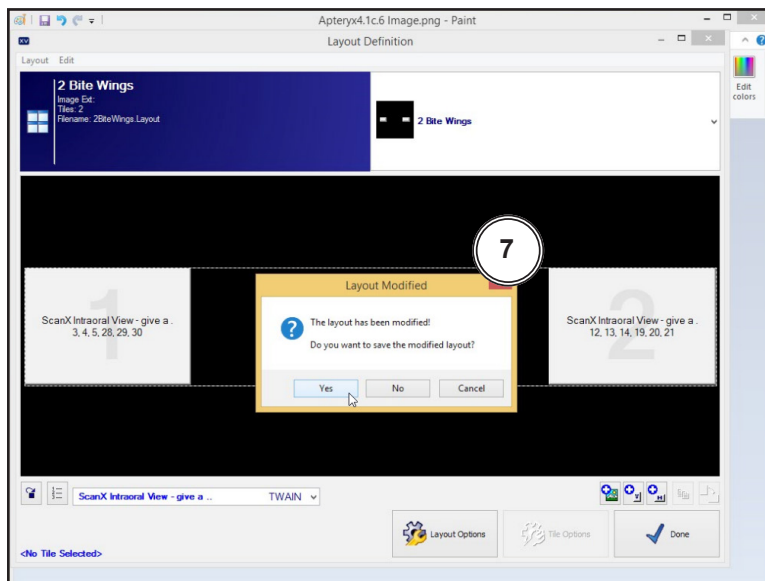 Apteryx4.1c.6 Image.png - Paint
XV
Layout Definition
Layout Edit
Edit
colors
2 Bite Wings
Image Ext:
Tiles: 2
Filename: 2BiteWings.Layout
2 Bite Wings
7
1
ScanX Intraoral View - give a .
3, 4, 5, 28, 29, 30
2
ScanX Intraoral View - give a .
12, 13, 14, 19, 20, 21
Layout Modified
The layout has been modified!
Do you want to save the modified layout?
Yes No Cancel
ScanX Intraoral View - give a .. TWAIN
V H
Layout Options Tile Options Done
<No Tile Selected>